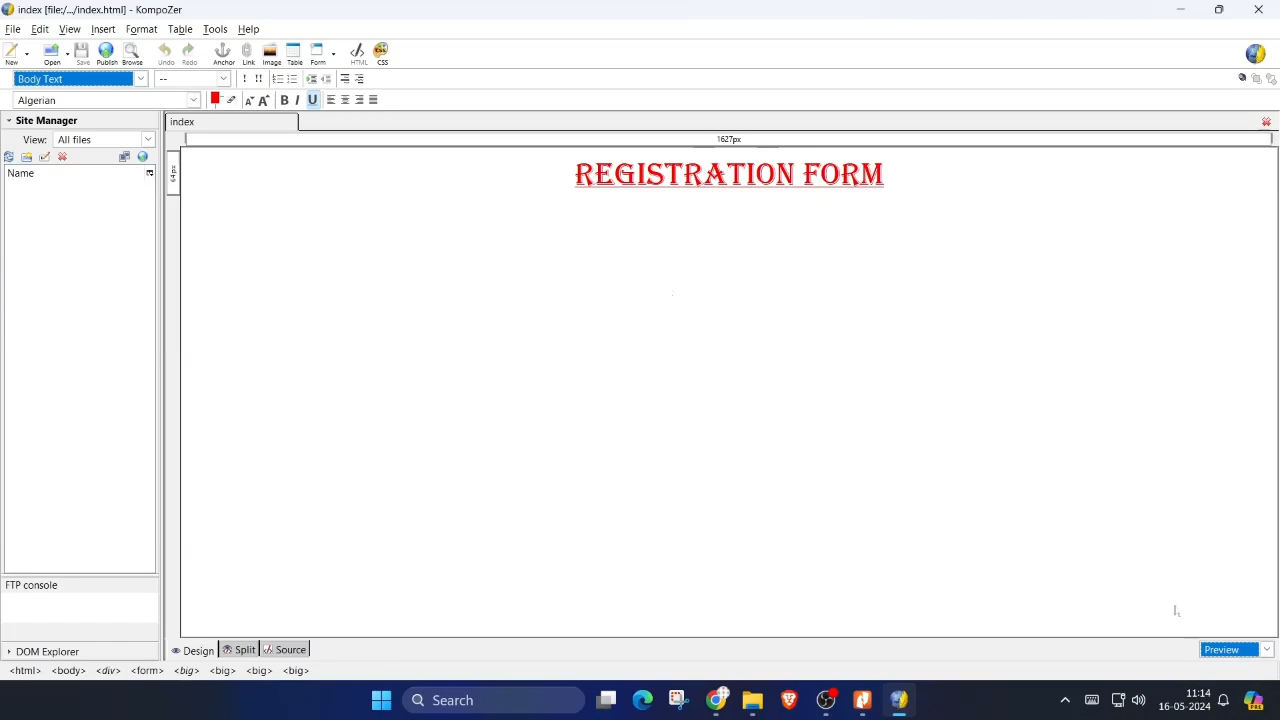 index [file:/.../index.html] - KompoZer
File Edit View Insert Format Table Tools Help
New Open Save Publish Browse Undo Redo Anchor Link Image Table Form HTML CSS
Body Text --
Algerian
Site Manager index
View: All files 1627px
Name a 64 px
REGISTRATION FORM
FTP console
DOM Explorer Design Split Source Preview
<html> <body> <div> <form> <big> <big> <big> <big>
Search 11:14
16-05-2024